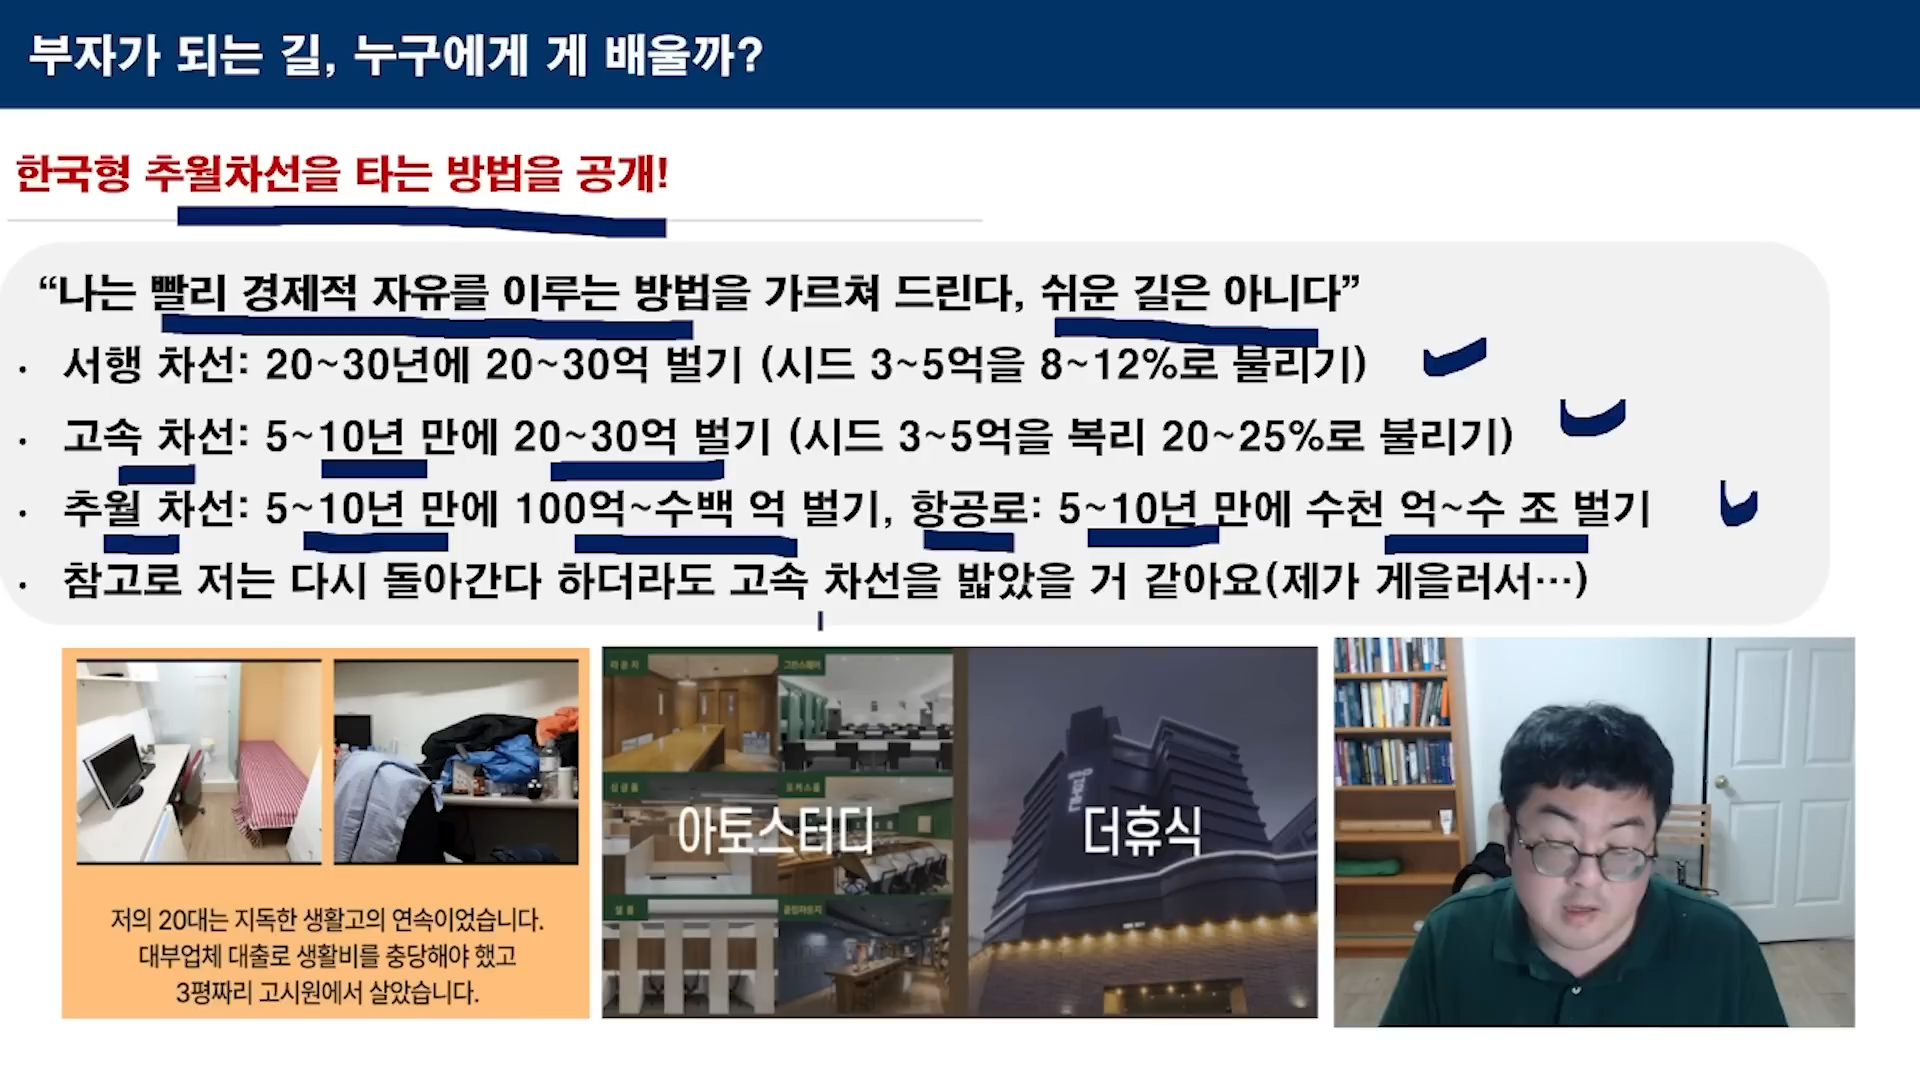 부자가 되는 길, 누구에게 게 배울까?
한국형 추월차선을 타는 방법을 공개!
“나는 빨리 경제적 자유를 이루는 방법을 가르쳐 드린다, 쉬운 길은 아니다”
· 서행 차선: 20~30년에 20~30억 벌기 (시드 3~5억을 8~12%로 불리기)
· 고속 차선: 5~10년 만에 20~30억 벌기 (시드 3~5억을 복리 20~25%로 불리기)
· 추월 차선: 5~10년 만에 100억~수백 억 벌기, 항공로: 5~10년 만에 수천 억~수 조 벌기
· 참고로 저는 다시 돌아간다 하더라도 고속 차선을 밟았을 거 같아요(제가 게을러서…)
아토스터디
더휴식
저의 20대는 지독한 생활고의 연속이었습니다.
대부업체 대출로 생활비를 충당해야 했고
3평짜리 고시원에서 살았습니다.